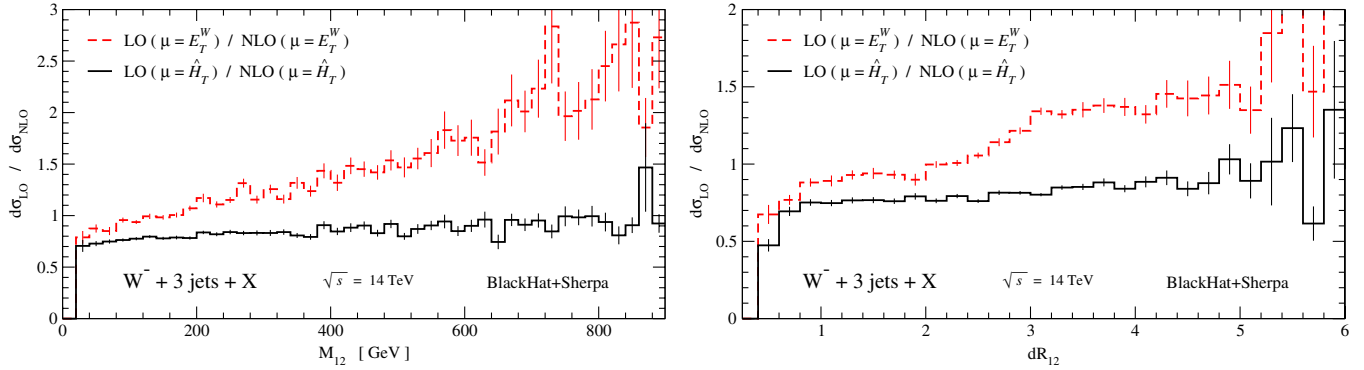 3
2.5
2
1.5
1
0.5
0
dσ_LO / dσ_NLO
LO ( μ = E_T^W ) / NLO ( μ = E_T^W )
LO ( μ = Ĥ_T ) / NLO ( μ = Ĥ_T )
W⁻ + 3 jets + X
√s = 14 TeV
BlackHat+Sherpa
0 200 400 600 800
M_12 [ GeV ]
2
1.5
1
0.5
0
dσ_LO / dσ_NLO
LO ( μ = E_T^W ) / NLO ( μ = E_T^W )
LO ( μ = Ĥ_T ) / NLO ( μ = Ĥ_T )
W⁻ + 3 jets + X
√s = 14 TeV
BlackHat+Sherpa
1 2 3 4 5 6
dR_12